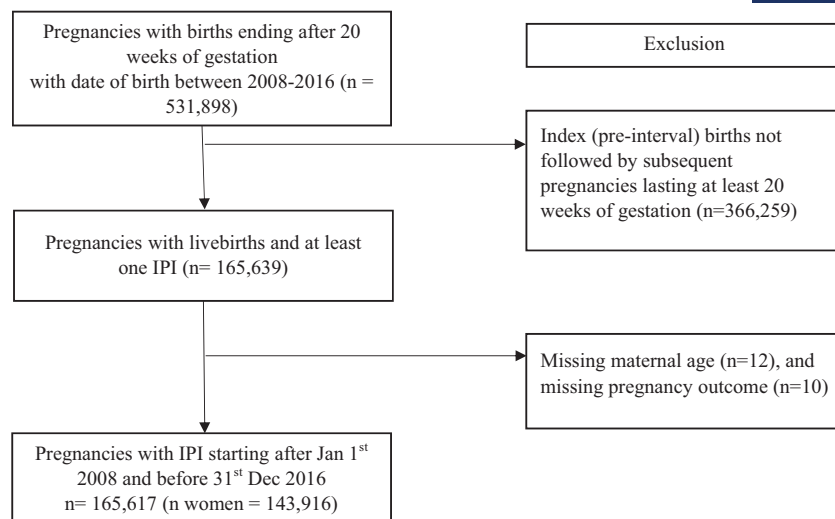 Pregnancies with births ending after 20
weeks of gestation
with date of birth between 2008-2016 (n =
531,898)
Exclusion
Index (pre-interval) births not
followed by subsequent
pregnancies lasting at least 20
weeks of gestation (n=366,259)
Pregnancies with livebirths and at least
one IPI (n= 165,639)
Missing maternal age (n=12), and
missing pregnancy outcome (n=10)
Pregnancies with IPI starting after Jan 1st
2008 and before 31st Dec 2016
n= 165,617 (n women = 143,916)